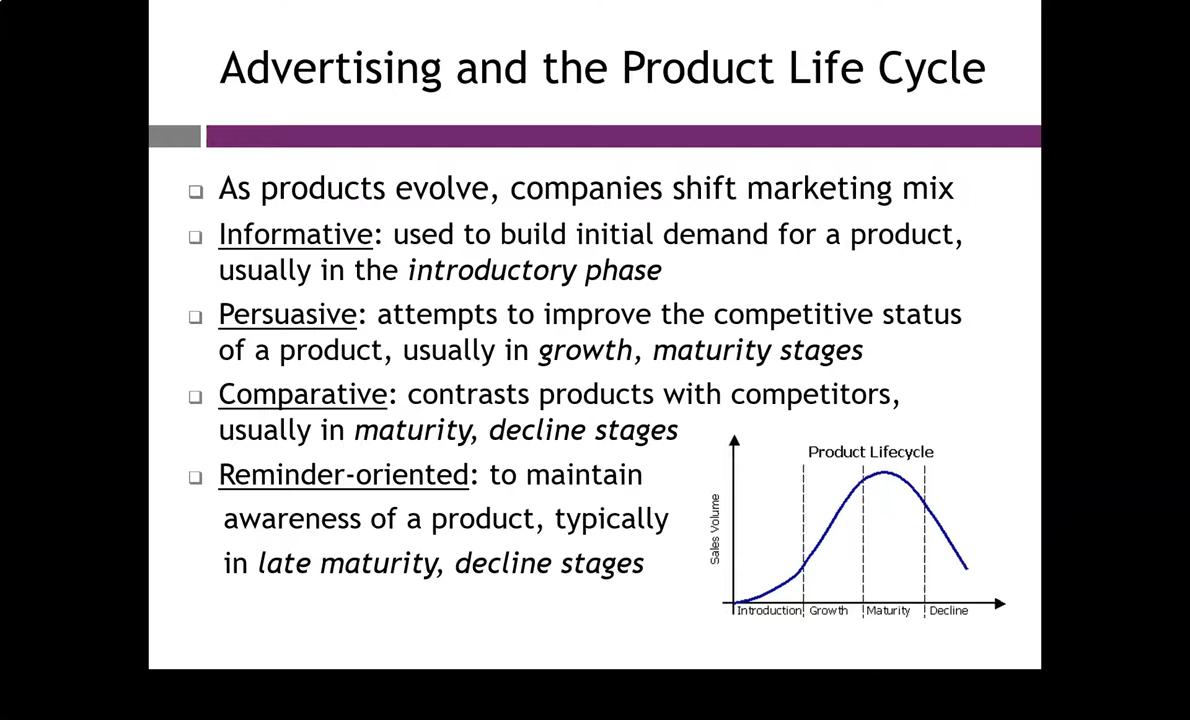 Advertising and the Product Life Cycle
As products evolve, companies shift marketing mix
Informative: used to build initial demand for a product,
usually in the introductory phase
Persuasive: attempts to improve the competitive status
of a product, usually in growth, maturity stages
Comparative: contrasts products with competitors,
usually in maturity, decline stages
Reminder-oriented: to maintain
awareness of a product, typically
in late maturity, decline stages
Product Lifecycle
Sales Volume
Introduction Growth Maturity Decline